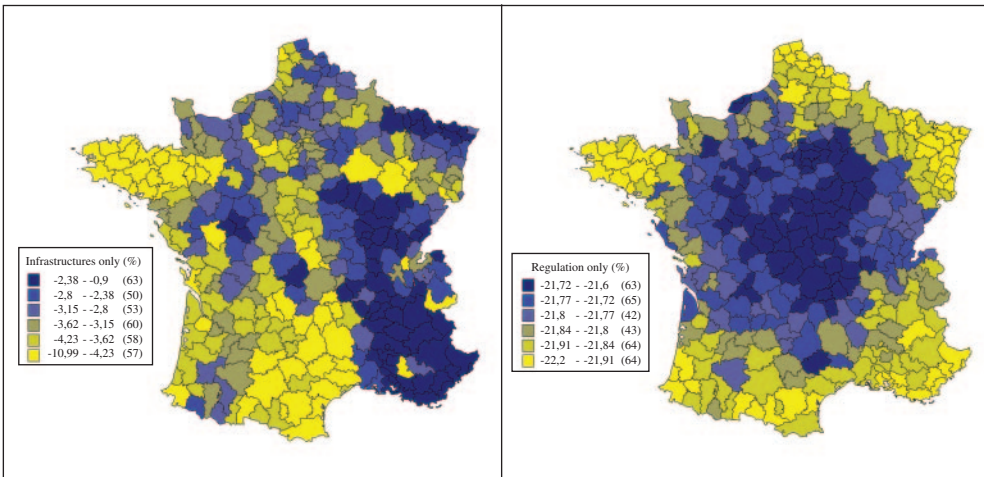 Infrastructures only (%)
-2,38 - -0,9 (63)
-2,8 - -2,38 (50)
-3,15 - -2,8 (53)
-3,62 - -3,15 (60)
-4,23 - -3,62 (58)
-10,99 - -4,23 (57)
Regulation only (%)
-21,72 - -21,6 (63)
-21,77 - -21,72 (65)
-21,8 - -21,77 (42)
-21,84 - -21,8 (43)
-21,91 - -21,84 (64)
-22,2 - -21,91 (64)